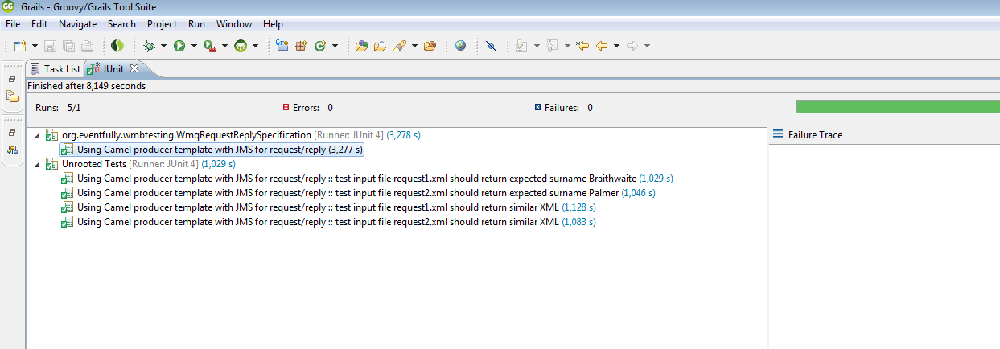 GG Grails - Groovy/Grails Tool Suite
File Edit Navigate Search Project Run Window Help
Task List JUnit
Finished after 8,149 seconds
Runs: 5/1 Errors: 0 Failures: 0
org.eventfully.wmbtesting.WmqRequestReplySpecification [Runner: JUnit 4] (3,278 s)
Failure Trace
Using Camel producer template with JMS for request/reply (3,277 s)
Unrooted Tests [Runner: JUnit 4] (1,029 s)
Using Camel producer template with JMS for request/reply :: test input file request1.xml should return expected surname Braithwaite (1,029 s)
Using Camel producer template with JMS for request/reply :: test input file request2.xml should return expected surname Palmer (1,046 s)
Using Camel producer template with JMS for request/reply :: test input file request1.xml should return similar XML (1,128 s)
Using Camel producer template with JMS for request/reply :: test input file request2.xml should return similar XML (1,083 s)